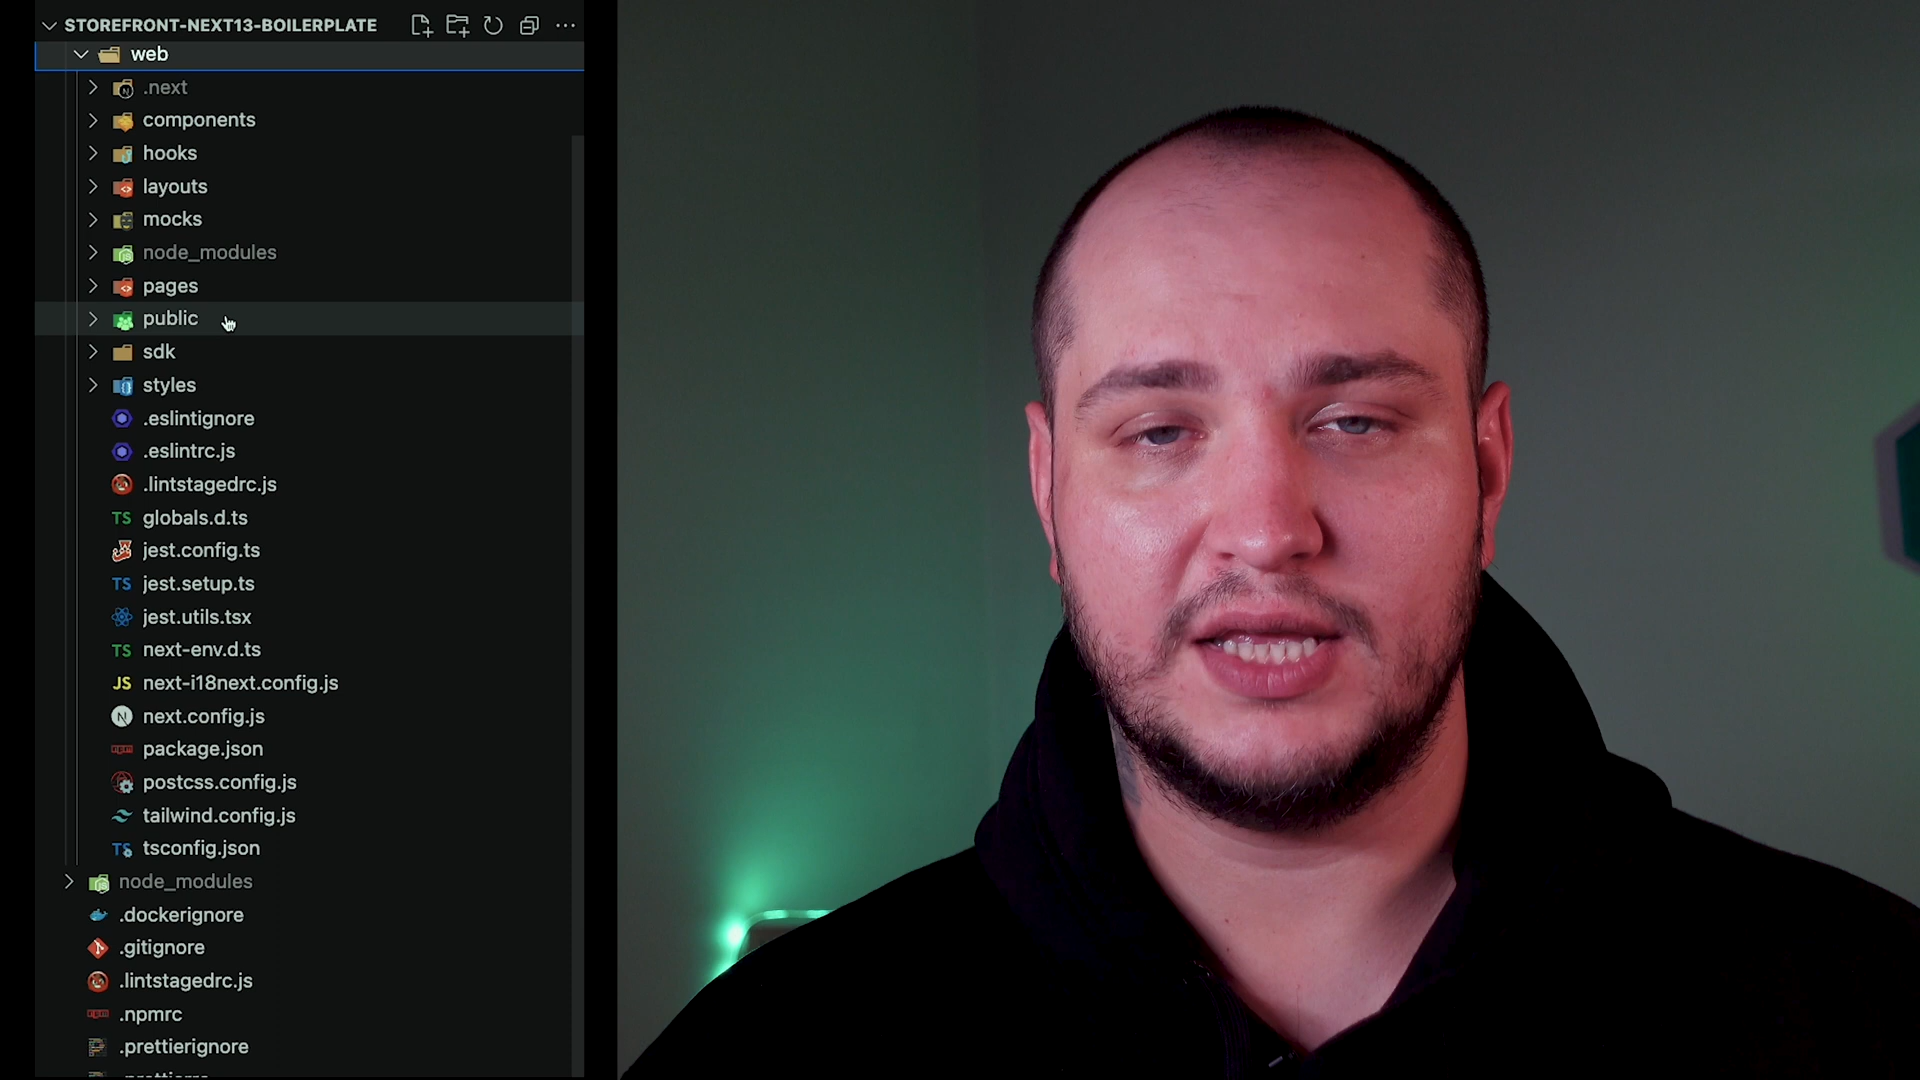 STOREFRONT-NEXT13-BOILERPLATE
web
.next
components
hooks
layouts
mocks
node_modules
pages
public
sdk
styles
.eslintignore
.eslintrc.js
.lintstagedrc.js
TS globals.d.ts
jest.config.ts
TS jest.setup.ts
jest.utils.tsx
TS next-env.d.ts
JS next-i18next.config.js
N next.config.js
npm package.json
postcss.config.js
tailwind.config.js
TS tsconfig.json
node_modules
.dockerignore
.gitignore
.lintstagedrc.js
npm .npmrc
.prettierignore